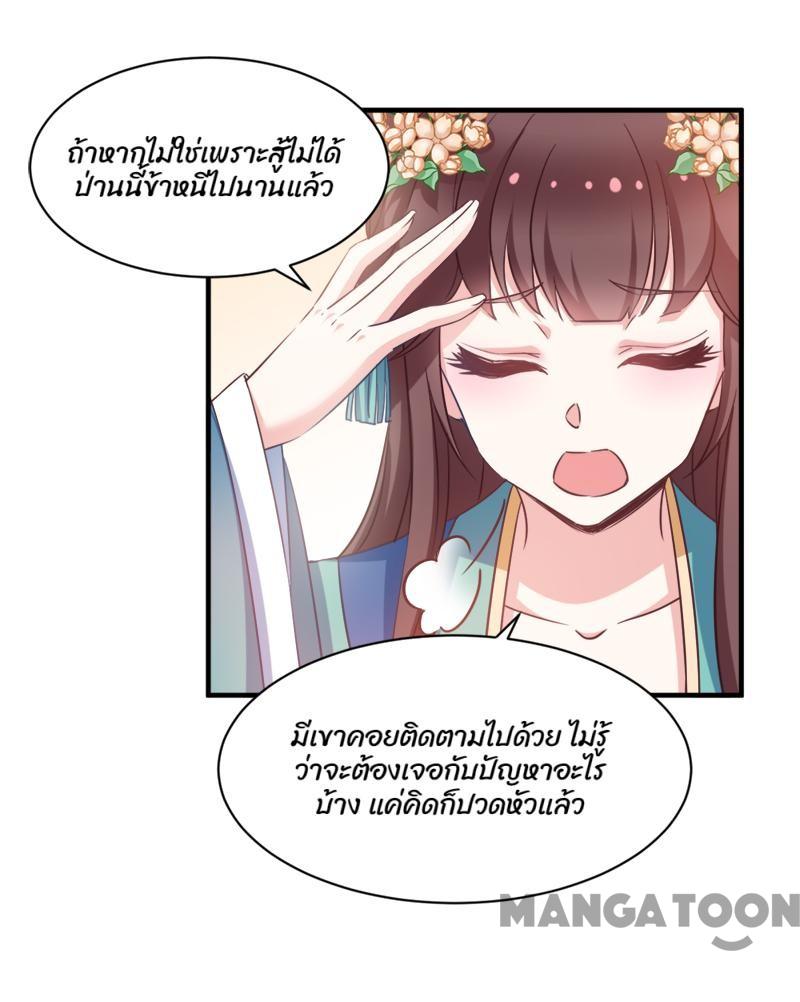 ถ้าหากไม่ใช่เพราะสู้ไม่ได้
ป่านนี้ข้าหนีไปนานแล้ว
มีเขาคอยติดตามไปด้วย ไม่รู้
ว่าจะต้องเจอกับปัญหาอะไร
บ้าง แค่คิดก็ปวดหัวแล้ว
MANGATOON